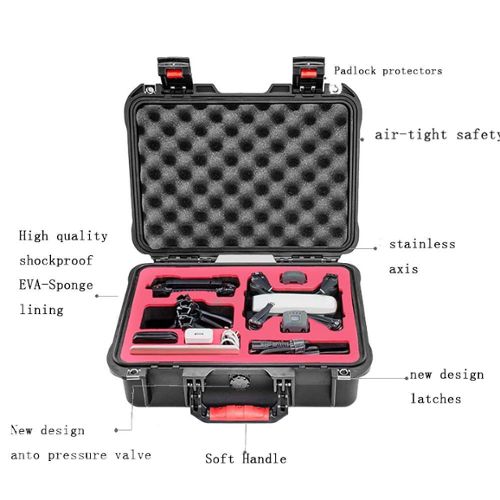 Padlock protectors
air-tight safety
High quality
shockproof
EVA-Sponge
lining
stainless
axis
new design
latches
New design
anto pressure valve
Soft Handle